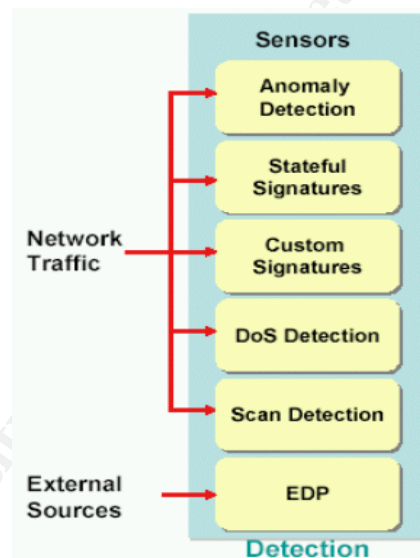 Sensors
Anomaly
Detection
Stateful
Signatures
Network
Traffic
Custom
Signatures
DoS Detection
Scan Detection
External
Sources
EDP
Detection